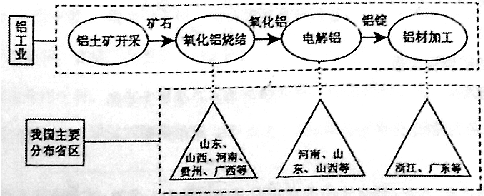 铝工业
铝土矿开采
矿石
氧化铝烧结
氧化铝
电解铝
铝锭
铝材加工
我国主要
分布省区
山东、
山西、河南、
贵州、广西等
河南、山
东、山西等
浙江、广东等